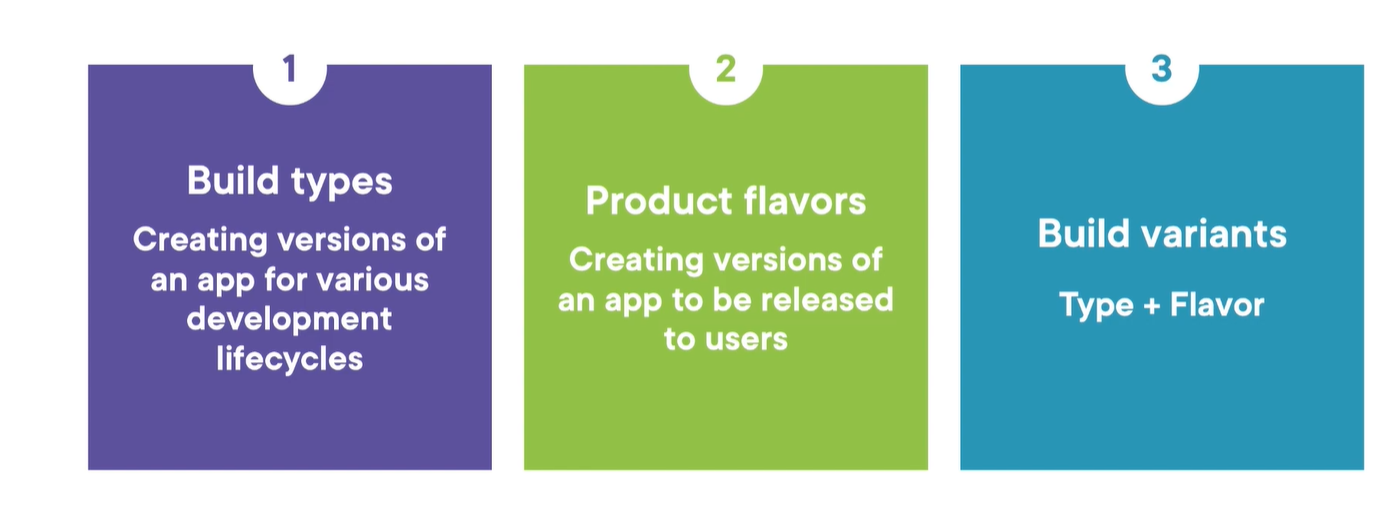 1
Build types
Creating versions of
an app for various
development
lifecycles
2
Product flavors
Creating versions of
an app to be released
to users
3
Build variants
Type + Flavor